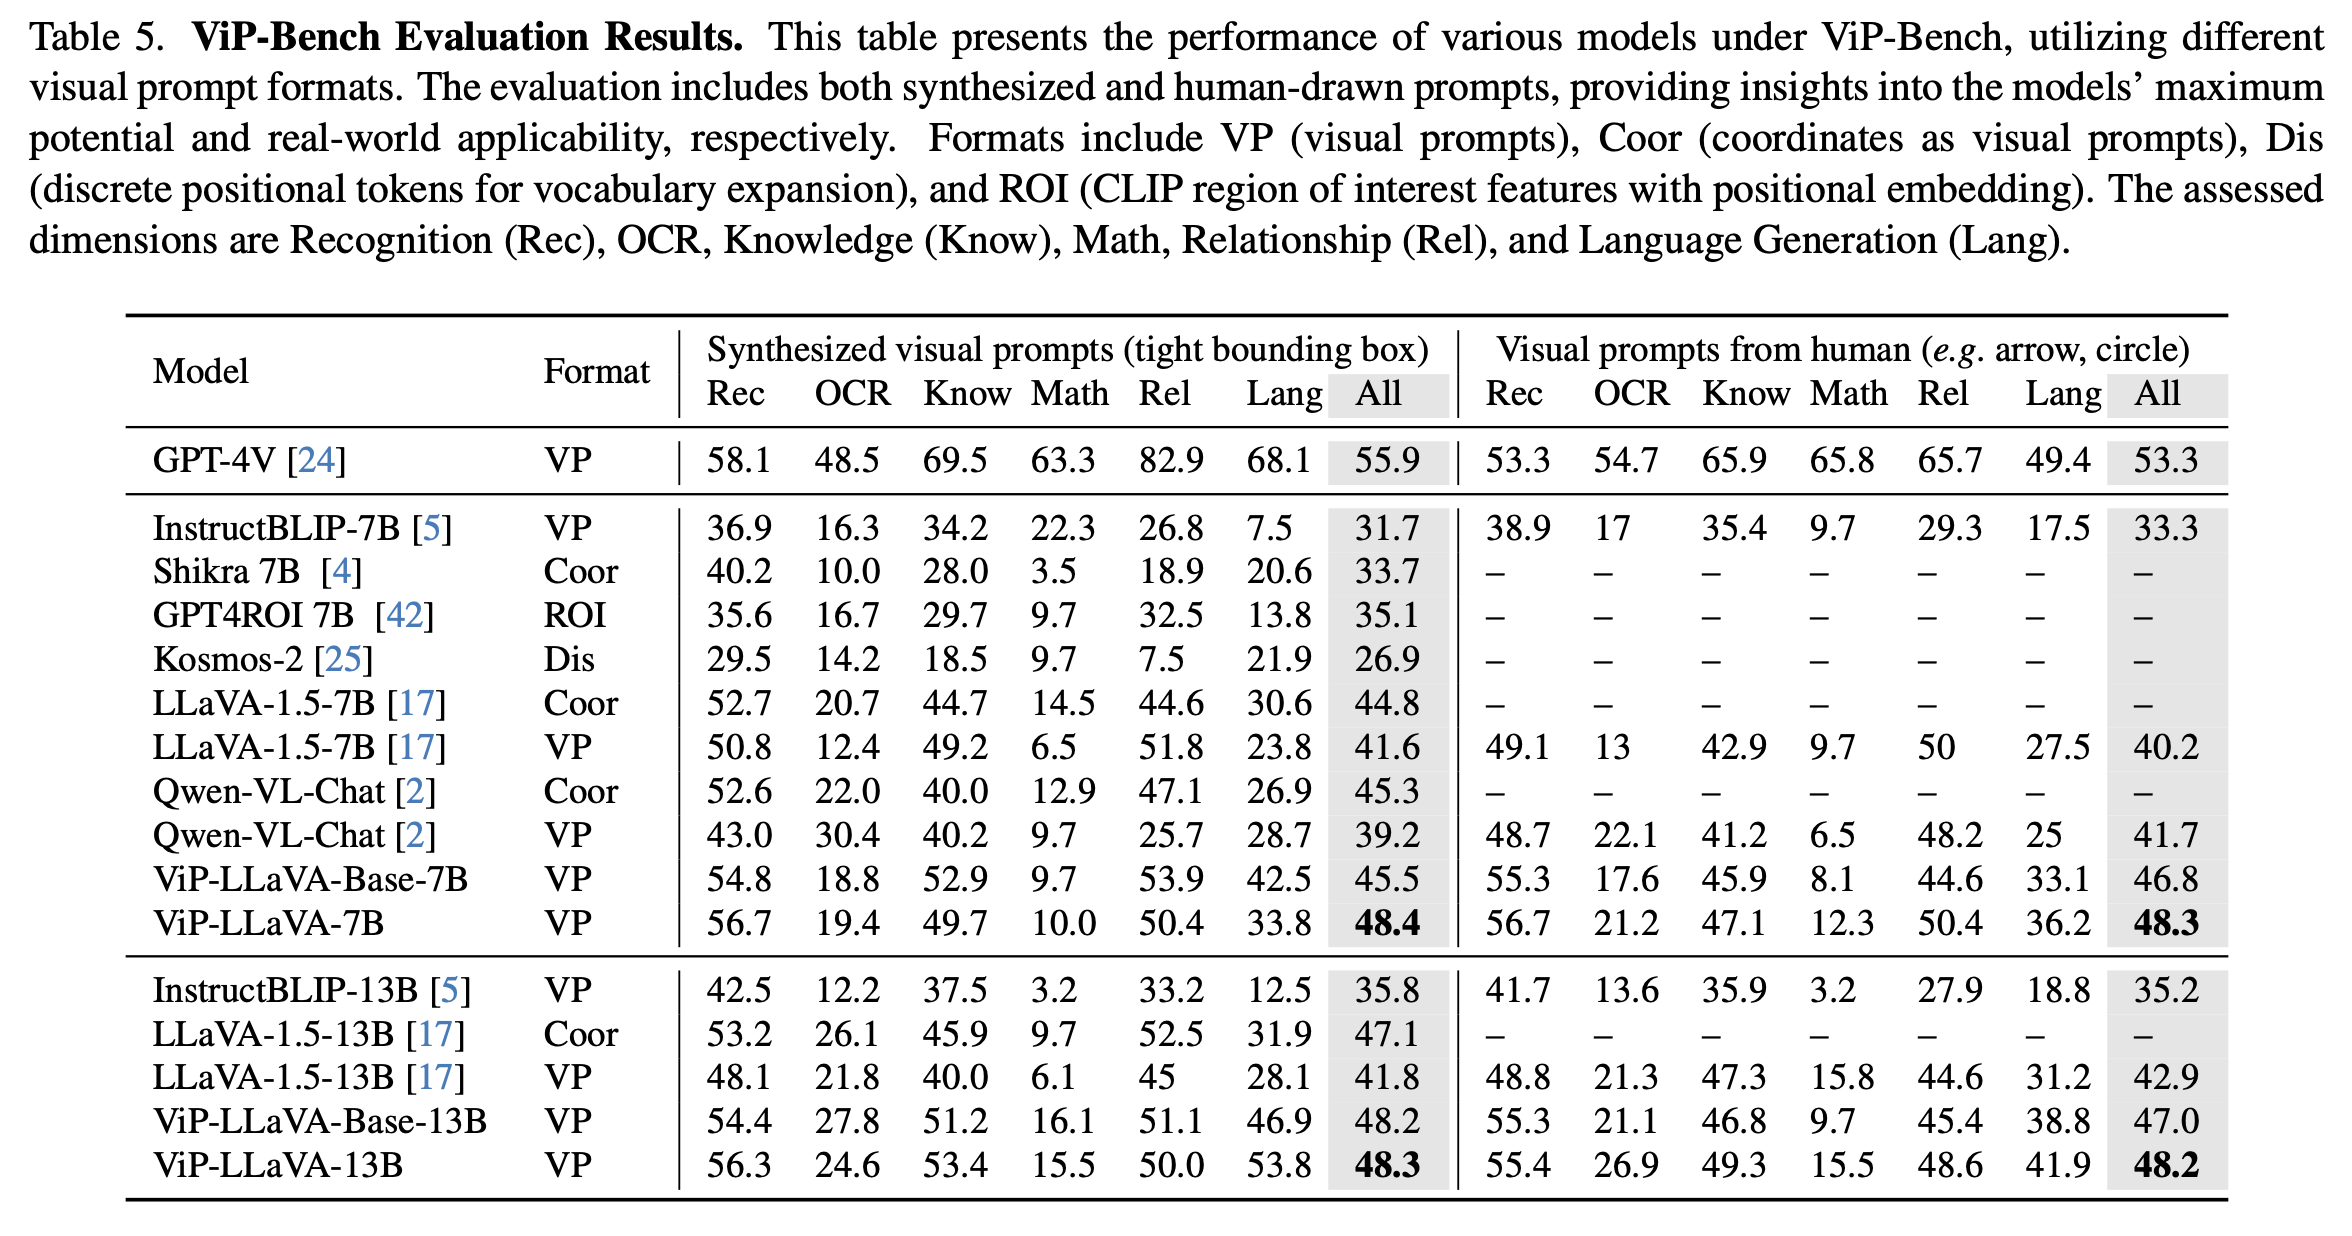 Table 5. ViP-Bench Evaluation Results. This table presents the performance of various models under ViP-Bench, utilizing different
visual prompt formats. The evaluation includes both synthesized and human-drawn prompts, providing insights into the models’ maximum
potential and real-world applicability, respectively. Formats include VP (visual prompts), Coor (coordinates as visual prompts), Dis
(discrete positional tokens for vocabulary expansion), and ROI (CLIP region of interest features with positional embedding). The assessed
dimensions are Recognition (Rec), OCR, Knowledge (Know), Math, Relationship (Rel), and Language Generation (Lang).
Model Format Synthesized visual prompts (tight bounding box) Visual prompts from human (e.g. arrow, circle)
Rec OCR Know Math Rel Lang All Rec OCR Know Math Rel Lang All
GPT-4V [24] VP 58.1 48.5 69.5 63.3 82.9 68.1 55.9 53.3 54.7 65.9 65.8 65.7 49.4 53.3
InstructBLIP-7B [5] VP 36.9 16.3 34.2 22.3 26.8 7.5 31.7 38.9 17 35.4 9.7 29.3 17.5 33.3
Shikra 7B [4] Coor 40.2 10.0 28.0 3.5 18.9 20.6 33.7 – – – – – – –
GPT4ROI 7B [42] ROI 35.6 16.7 29.7 9.7 32.5 13.8 35.1 – – – – – – –
Kosmos-2 [25] Dis 29.5 14.2 18.5 9.7 7.5 21.9 26.9 – – – – – – –
LLaVA-1.5-7B [17] Coor 52.7 20.7 44.7 14.5 44.6 30.6 44.8 – – – – – – –
LLaVA-1.5-7B [17] VP 50.8 12.4 49.2 6.5 51.8 23.8 41.6 49.1 13 42.9 9.7 50 27.5 40.2
Qwen-VL-Chat [2] Coor 52.6 22.0 40.0 12.9 47.1 26.9 45.3 – – – – – – –
Qwen-VL-Chat [2] VP 43.0 30.4 40.2 9.7 25.7 28.7 39.2 48.7 22.1 41.2 6.5 48.2 25 41.7
ViP-LLaVA-Base-7B VP 54.8 18.8 52.9 9.7 53.9 42.5 45.5 55.3 17.6 45.9 8.1 44.6 33.1 46.8
ViP-LLaVA-7B VP 56.7 19.4 49.7 10.0 50.4 33.8 48.4 56.7 21.2 47.1 12.3 50.4 36.2 48.3
InstructBLIP-13B [5] VP 42.5 12.2 37.5 3.2 33.2 12.5 35.8 41.7 13.6 35.9 3.2 27.9 18.8 35.2
LLaVA-1.5-13B [17] Coor 53.2 26.1 45.9 9.7 52.5 31.9 47.1 – – – – – – –
LLaVA-1.5-13B [17] VP 48.1 21.8 40.0 6.1 45 28.1 41.8 48.8 21.3 47.3 15.8 44.6 31.2 42.9
ViP-LLaVA-Base-13B VP 54.4 27.8 51.2 16.1 51.1 46.9 48.2 55.3 21.1 46.8 9.7 45.4 38.8 47.0
ViP-LLaVA-13B VP 56.3 24.6 53.4 15.5 50.0 53.8 48.3 55.4 26.9 49.3 15.5 48.6 41.9 48.2